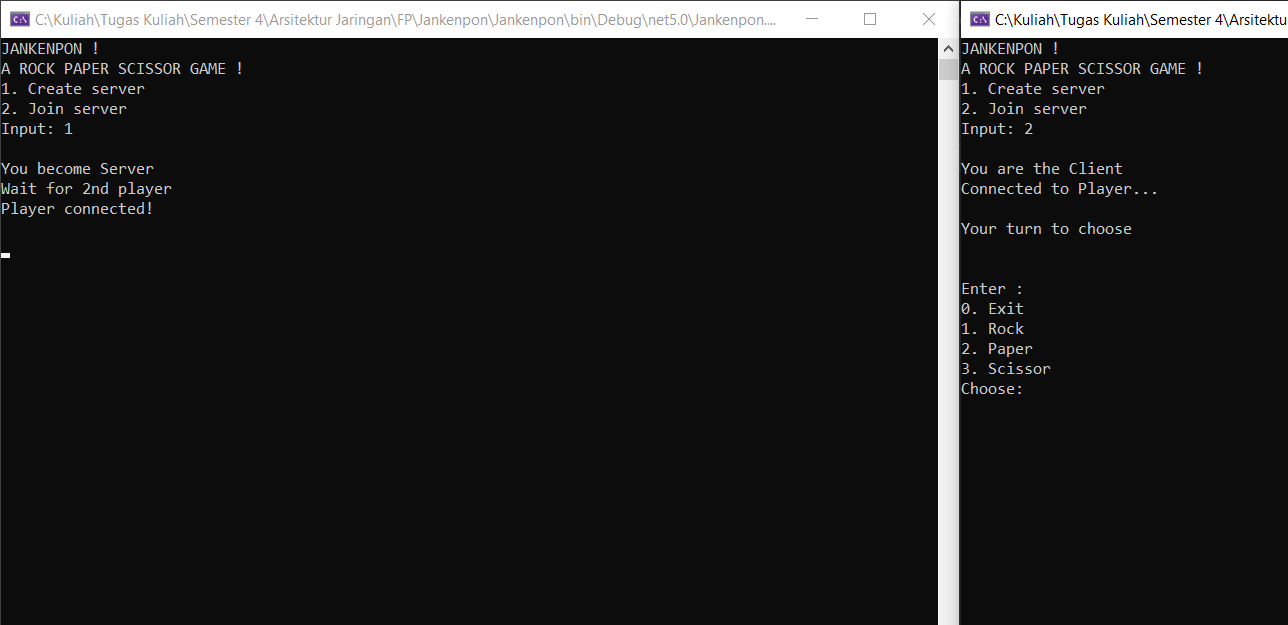 C:\Kuliah\Tugas Kuliah\Semester 4\Arsitektur Jaringan\FP\Jankenpon\Jankenpon\bin\Debug\net5.0\Jankenpon....
JANKENPON !
A ROCK PAPER SCISSOR GAME !
1. Create server
2. Join server
Input: 1
You become Server
Wait for 2nd player
Player connected!
C:\Kuliah\Tugas Kuliah\Semester 4\Arsitektu
JANKENPON !
A ROCK PAPER SCISSOR GAME !
1. Create server
2. Join server
Input: 2
You are the Client
Connected to Player...
Your turn to choose
Enter :
0. Exit
1. Rock
2. Paper
3. Scissor
Choose: